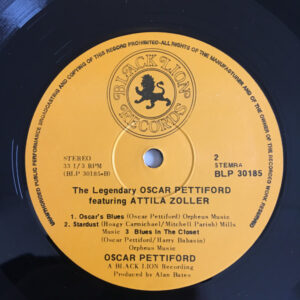 UNAUTHORISED PUBLIC PERFORMANCE BROADCASTING AND COPYING OF THIS RECORD PROHIBITED-ALL RIGHTS OF THE MANUFACTURER AND OF THE OWNER OF THE RECORDED WORK RESERVED
BLACK LION
RECORDS
STEREO
33 1/3 RPM
(BLP 30185-B)
2
STEMRA
BLP 30185
The Legendary OSCAR PETTIFORD
featuring ATTILA ZOLLER
1. Oscar's Blues (Oscar Pettiford) Orpheus Music
2. Stardust (Hoagy Carmichael/Mitchell Parish) Mills
Music 3 Blues In The Closet
(Oscar Pettiford/Harry Babasin)
Orpheus Music
OSCAR PETTIFORD
A BLACK LION Recording
Produced by Alan Bates